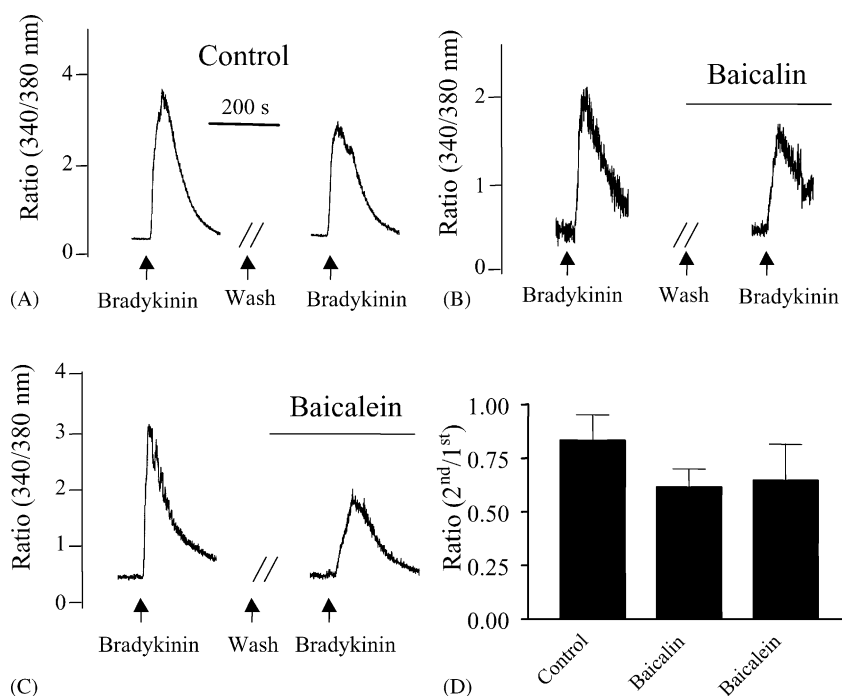 Control
200 s
Ratio (340/380 nm)
4
2
0
Bradykinin
Wash
Bradykinin
(A)
Baicalin
Ratio (340/380 nm)
2
1
0
Bradykinin
Wash
Bradykinin
(B)
Baicalein
Ratio (340/380 nm)
4
3
2
1
0
Bradykinin
Wash
Bradykinin
(C)
Ratio (2nd/1st)
1.00
0.75
0.50
0.25
0.00
Control
Baicalin
Baicalein
(D)